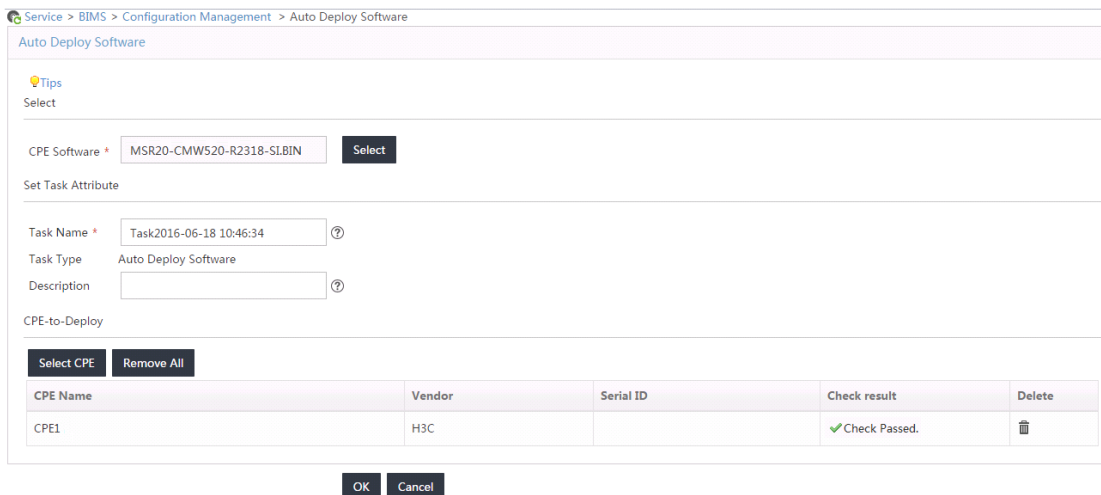 Service > BIMS > Configuration Management > Auto Deploy Software
Auto Deploy Software
Tips
Select
CPE Software * MSR20-CMW520-R2318-SI.BIN Select
Set Task Attribute
Task Name * Task2016-06-18 10:46:34 ?
Task Type Auto Deploy Software
Description ?
CPE-to-Deploy
Select CPE Remove All
CPE Name Vendor Serial ID Check result Delete
CPE1 H3C Check Passed.
OK Cancel